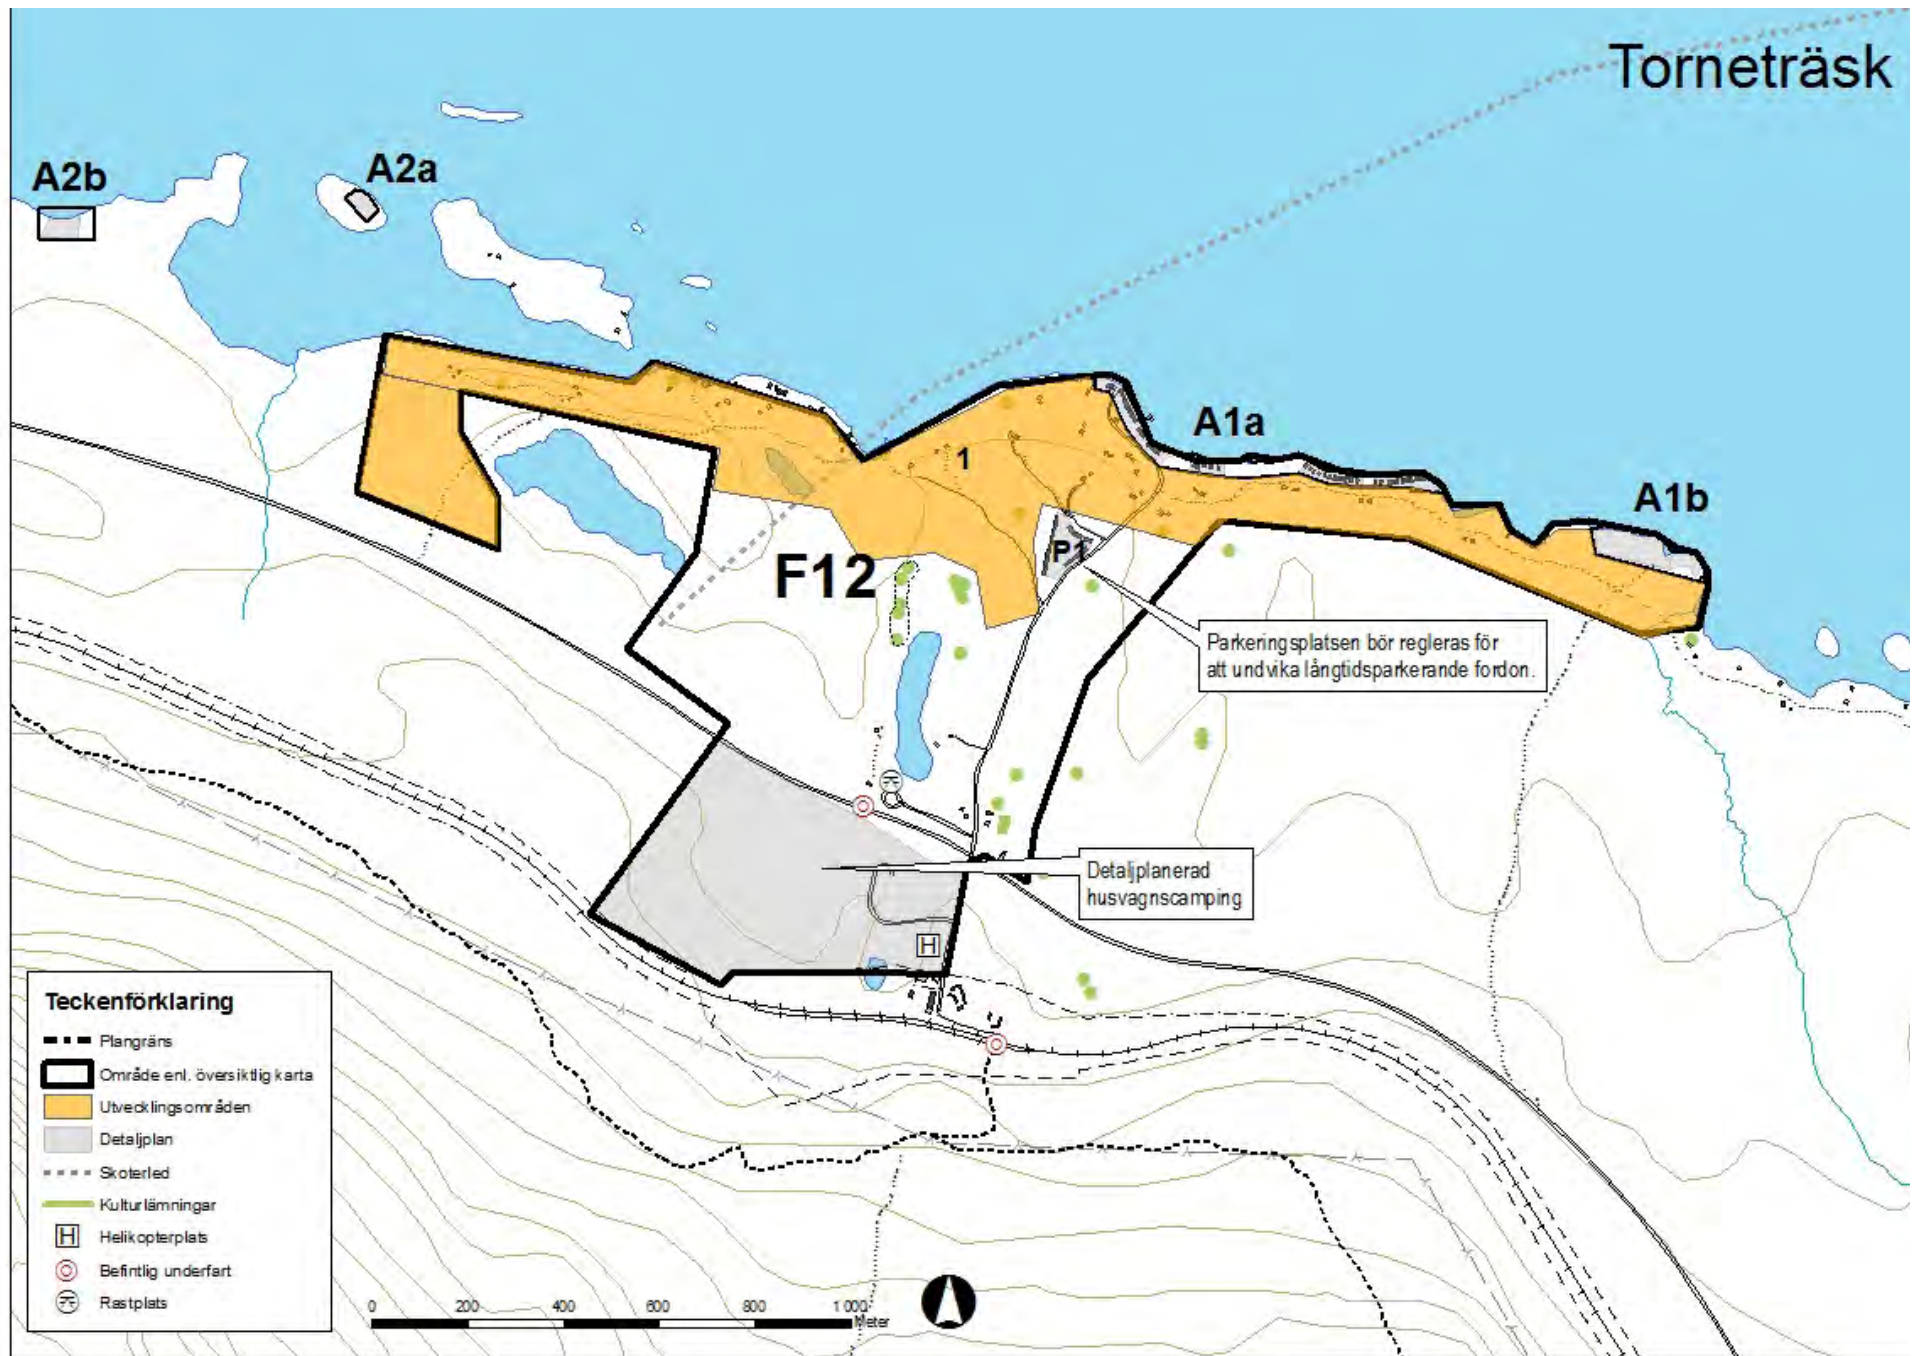 Torneträsk
A2b
A2a
A1a
1
A1b
P1
F12
Parkeringsplatsen bör regleras för
att undvika långtidsparkerande fordon.
Detaljplanerad
husvagnscamping
H
Teckenförklaring
Plangräns
Område enl. översiktlig karta
Utvecklingsområden
Detaljplan
Skoterled
Kulturlämningar
H Helikopterplats
Befintlig underfart
Rastplats
0 200 400 600 800 1 000
Meter